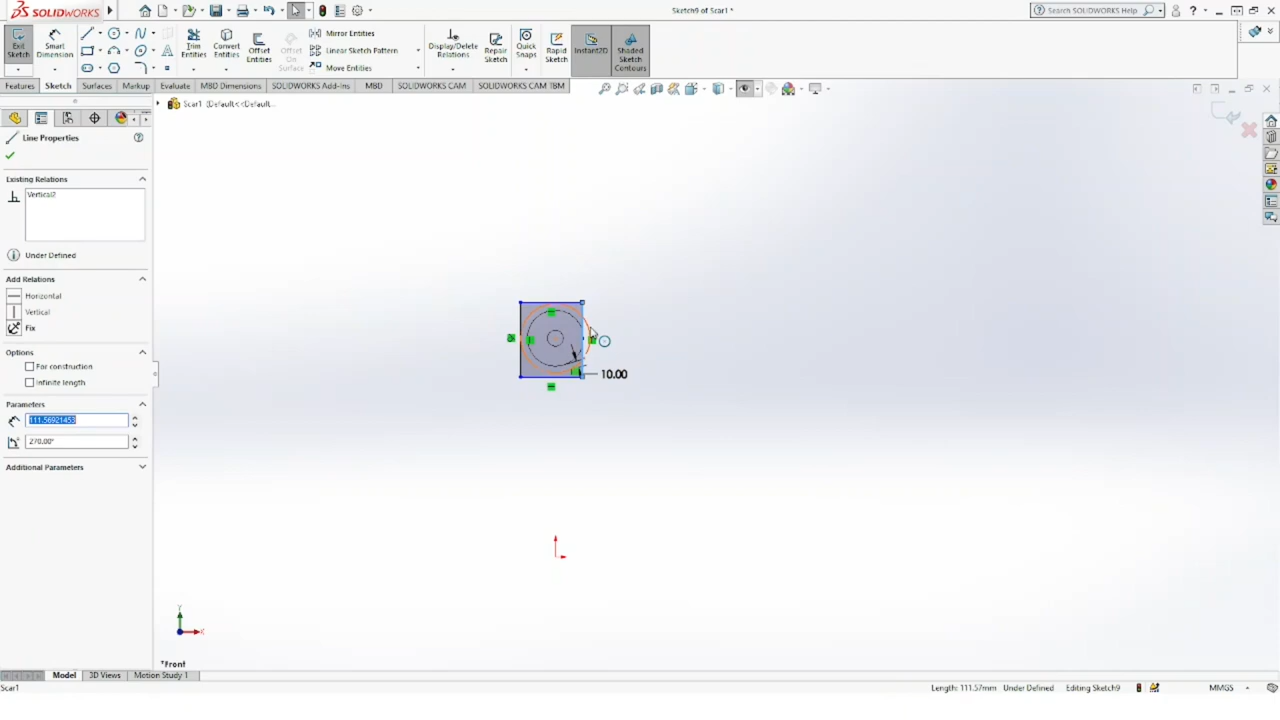 SOLIDWORKS
Sketch9 of Scar1 *
Search SOLIDWORKS Help
Exit Sketch
Smart Dimension
Trim Entities
Convert Entities
Offset Entities
Offset On Surface
Mirror Entities
Linear Sketch Pattern
Move Entities
Display/Delete Relations
Repair Sketch
Quick Snaps
Rapid Sketch
Instant2D
Shaded Sketch Contours
Features
Sketch
Surfaces
Markup
Evaluate
MBD Dimensions
SOLIDWORKS Add-Ins
MBD
SOLIDWORKS CAM
SOLIDWORKS CAM TBM
Scar1 (Default<<Default...
Line Properties
Existing Relations
Vertical2
Under Defined
Add Relations
Horizontal
Vertical
Fix
Options
For construction
Infinite length
Parameters
111.56921453
270.00°
Additional Parameters
10.00
Y
X
*Front
Model
3D Views
Motion Study 1
Scar1
Length: 111.57mm
Under Defined
Editing Sketch9
MMGS